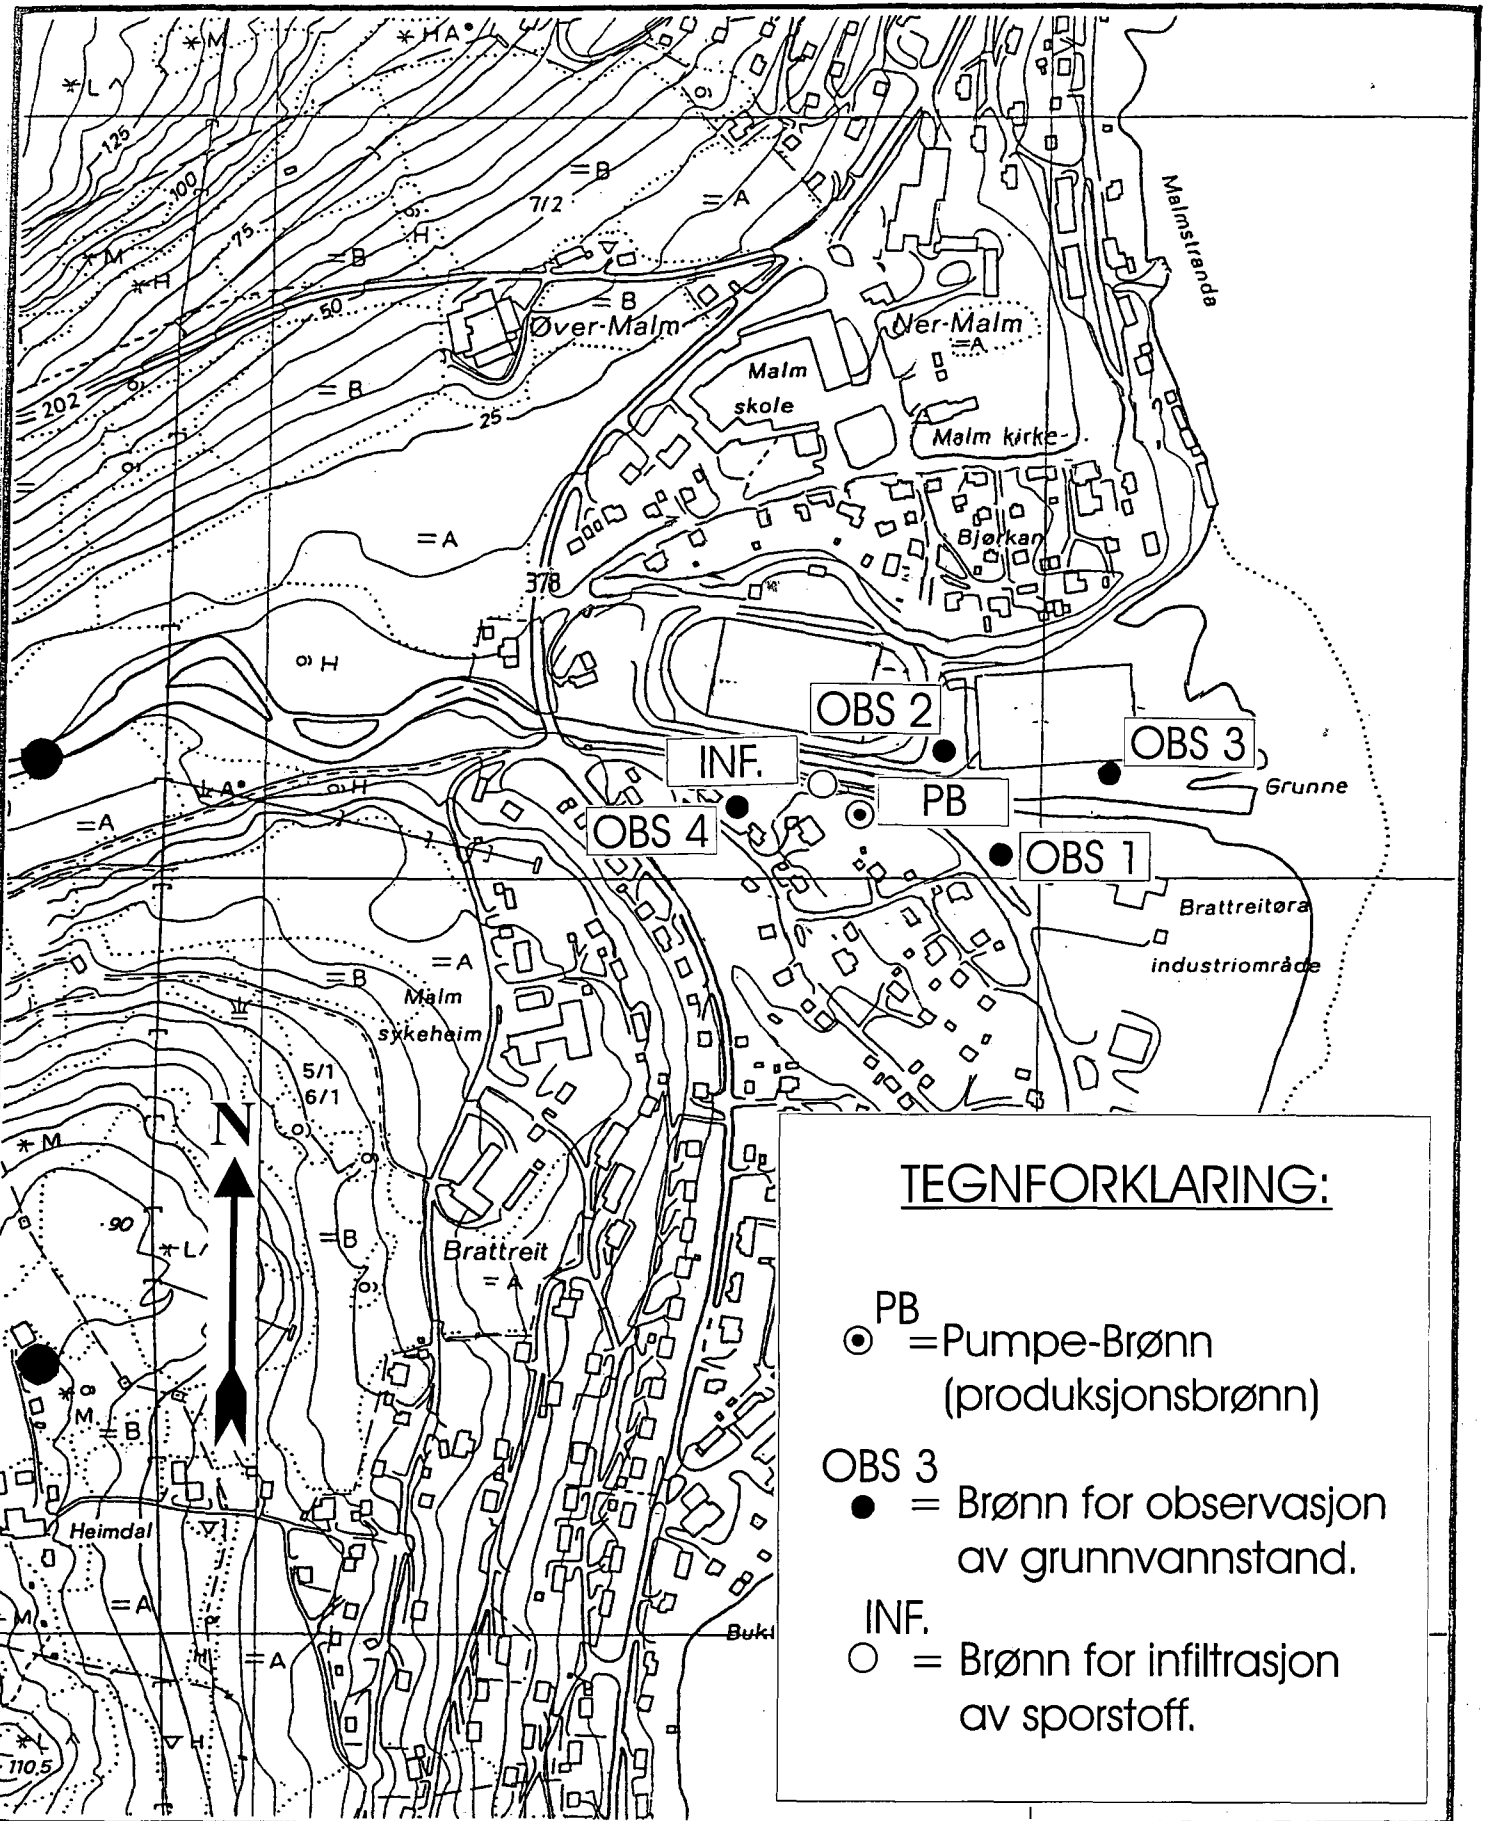 M
HA
L
125
100
= B
7/2
= A
75
H
M
H
= B
50
= B
Malmstranda
Øver-Malm
Ner-Malm
= A
202
= B
25
Malm
skole
Malm kirke
= A
Bjørkan
378
H
OBS 2
OBS 3
INF.
PB
Grunne
A
H
= A
OBS 4
OBS 1
Brattreitøra
industriområde
= A
= B
Malm
sykeheim
5/1
6/1
N
M
90
L
= B
Brattreit
= A
M
= B
Heimdal
= A
M
H
= A
L
H
110.5
TEGNFORKLARING:
PB
= Pumpe-Brønn
(produksjonsbrønn)
OBS 3
= Brønn for observasjon
av grunnvannstand.
INF.
= Brønn for infiltrasjon
av sporstoff.